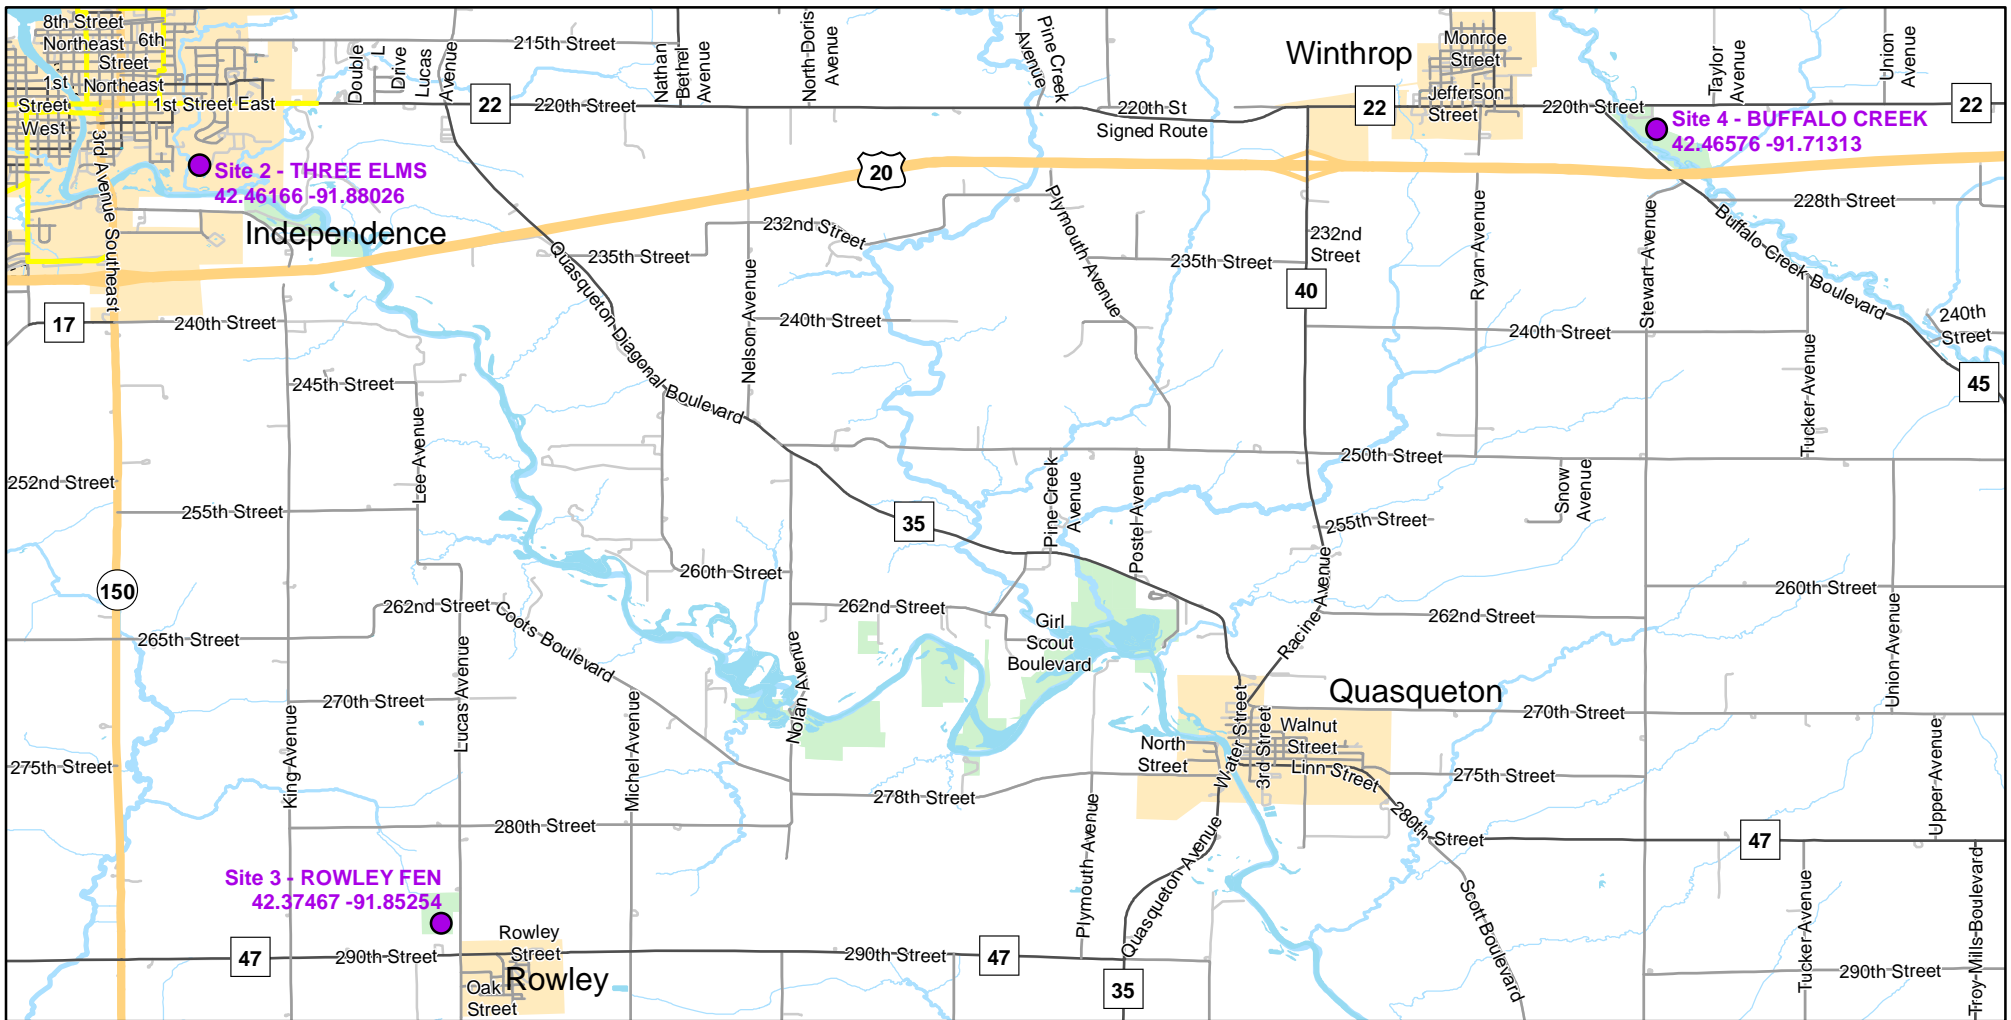 8th Street
Northeast
6th
Street
1st
Northeast
Street
1st Street East
West
3rd Avenue Southeast
Double
L
Drive
Lucas
Avenue
215th Street
Nathan
Bethel
Avenue
North Doris
Avenue
Pine Creek
Avenue
Winthrop
Monroe
Street
Jefferson
Street
Taylor
Avenue
Union
Avenue
22
220th Street
220th St
Signed Route
22
220th Street
22
Site 4 - BUFFALO CREEK
42.46576 -91.71313
Site 2 - THREE ELMS
42.46166 -91.88026
20
Independence
Quasqueton Diagonal Boulevard
235th Street
232nd Street
Plymouth Avenue
235th Street
232nd
Street
40
Ryan Avenue
Stewart Avenue
228th Street
Buffalo Creek Boulevard
17
240th Street
Nelson Avenue
240th Street
240th Street
240th
Street
45
245th Street
Lee Avenue
Tucker Avenue
252nd Street
255th Street
35
Pine Creek
Avenue
Postel Avenue
250th Street
255th Street
Snow
Avenue
150
260th Street
260th Street
262nd Street
Coots Boulevard
262nd Street
Girl
Scout
Boulevard
Racine Avenue
262nd Street
265th Street
Lucas Avenue
Union Avenue
270th Street
King Avenue
Michel Avenue
Nolan Avenue
Quasqueton
270th Street
Water Street
3rd Street
Walnut
Street
Linn Street
North
Street
275th Street
275th Street
Upper Avenue
278th Street
280th Street
Plymouth Avenue
Quasqueton Avenue
280th Street
47
Site 3 - ROWLEY FEN
42.37467 -91.85254
Scott Boulevard
Tucker Avenue
Troy Mills Boulevard
47
290th Street
Rowley
Street
Rowley
Oak
Street
290th Street
47
35
290th Street